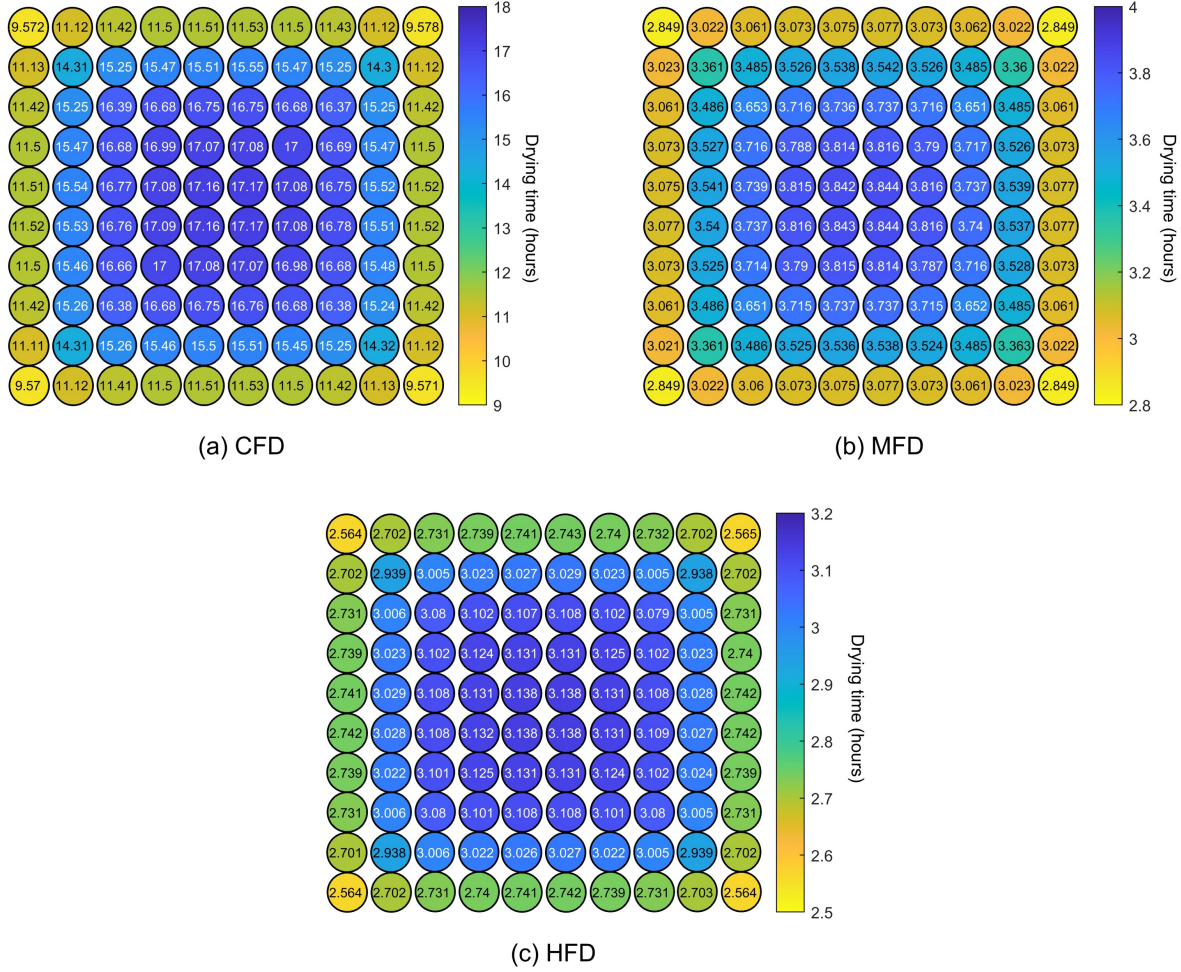 9.572 11.12 11.42 11.5 11.51 11.53 11.5 11.43 11.12 9.578
11.13 14.31 15.25 15.47 15.51 15.55 15.47 15.25 14.3 11.12
11.42 15.25 16.39 16.68 16.75 16.75 16.68 16.37 15.25 11.42
11.5 15.47 16.68 16.99 17.07 17.08 17 16.69 15.47 11.5
11.51 15.54 16.77 17.08 17.16 17.17 17.08 16.75 15.52 11.52
11.52 15.53 16.76 17.09 17.16 17.17 17.08 16.78 15.51 11.52
11.5 15.46 16.66 17 17.08 17.07 16.98 16.68 15.48 11.5
11.42 15.26 16.38 16.68 16.75 16.76 16.68 16.38 15.24 11.42
11.11 14.31 15.26 15.46 15.5 15.51 15.45 15.25 14.32 11.12
9.57 11.12 11.41 11.5 11.51 11.53 11.5 11.42 11.13 9.571
18
17
16
15
14
13
12
11
10
9
Drying time (hours)
(a) CFD
2.849 3.022 3.061 3.073 3.075 3.077 3.073 3.062 3.022 2.849
3.023 3.361 3.485 3.526 3.538 3.542 3.526 3.485 3.36 3.022
3.061 3.486 3.653 3.716 3.736 3.737 3.716 3.651 3.485 3.061
3.073 3.527 3.716 3.788 3.814 3.816 3.79 3.717 3.526 3.073
3.075 3.541 3.739 3.815 3.842 3.844 3.816 3.737 3.539 3.077
3.077 3.54 3.737 3.816 3.843 3.844 3.816 3.74 3.537 3.077
3.073 3.525 3.714 3.79 3.815 3.814 3.787 3.716 3.528 3.073
3.061 3.486 3.651 3.715 3.737 3.737 3.715 3.652 3.485 3.061
3.021 3.361 3.486 3.525 3.536 3.538 3.524 3.485 3.363 3.022
2.849 3.022 3.06 3.073 3.075 3.077 3.073 3.061 3.023 2.849
4
3.8
3.6
3.4
3.2
3
2.8
Drying time (hours)
(b) MFD
2.564 2.702 2.731 2.739 2.741 2.743 2.74 2.732 2.702 2.565
2.702 2.939 3.005 3.023 3.027 3.029 3.023 3.005 2.938 2.702
2.731 3.006 3.08 3.102 3.107 3.108 3.102 3.079 3.005 2.731
2.739 3.023 3.102 3.124 3.131 3.131 3.125 3.102 3.023 2.74
2.741 3.029 3.108 3.131 3.138 3.138 3.131 3.108 3.028 2.742
2.742 3.028 3.108 3.132 3.138 3.138 3.131 3.109 3.027 2.742
2.739 3.022 3.101 3.125 3.131 3.131 3.124 3.102 3.024 2.739
2.731 3.006 3.08 3.101 3.108 3.108 3.101 3.08 3.005 2.731
2.701 2.938 3.006 3.022 3.026 3.027 3.022 3.005 2.939 2.702
2.564 2.702 2.731 2.74 2.741 2.742 2.739 2.731 2.703 2.564
3.2
3.1
3
2.9
2.8
2.7
2.6
2.5
Drying time (hours)
(c) HFD